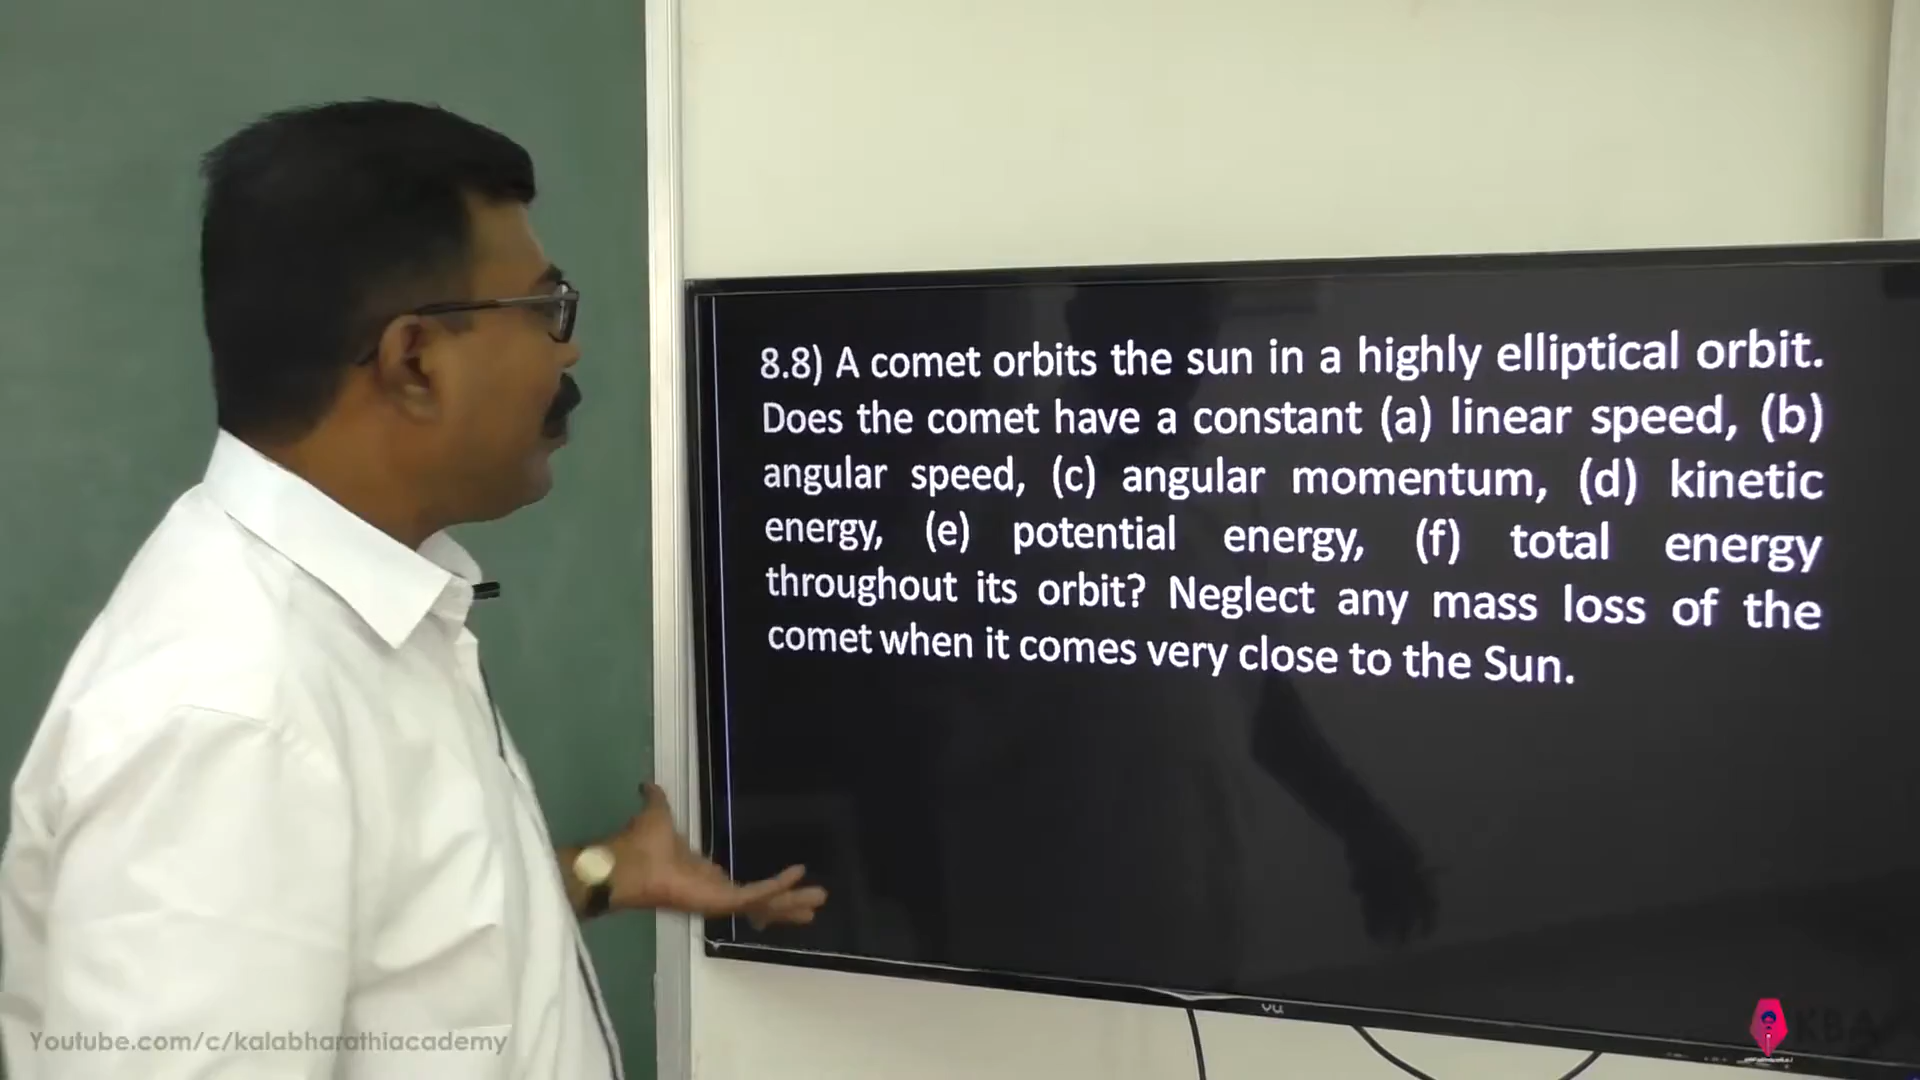 8.8) A comet orbits the sun in a highly elliptical orbit.
Does the comet have a constant (a) linear speed, (b)
angular speed, (c) angular momentum, (d) kinetic
energy, (e) potential energy, (f) total energy
throughout its orbit? Neglect any mass loss of the
comet when it comes very close to the Sun.
vu
Youtube.com/c/kalabharathiacademy
KBA